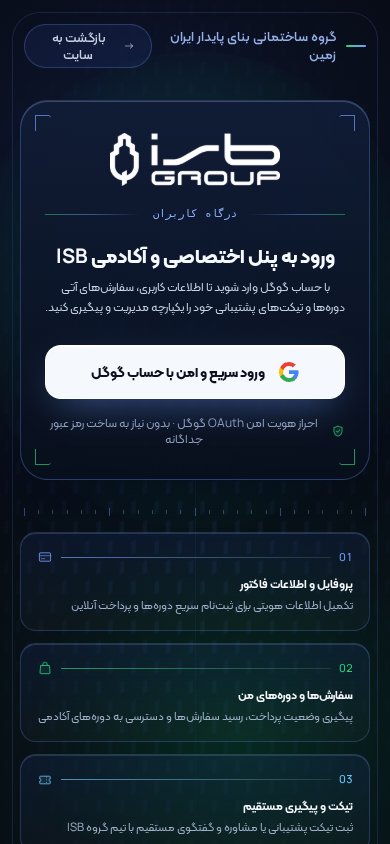 گروه ساختمانی بنای پایدار ایران
زمین
بازگشت به
سایت
isb
GROUP
درگاه کاربران
ورود به پنل اختصاصی و آکادمی ISB
با حساب گوگل وارد شوید تا اطلاعات کاربری، سفارش‌های آتی
دوره‌ها و تیکت‌های پشتیبانی خود را یکپارچه مدیریت و پیگیری کنید.
ورود سریع و امن با حساب گوگل
احراز هویت امن OAuth گوگل · بدون نیاز به ساخت رمز عبور
جداگانه
01
پروفایل و اطلاعات فاکتور
تکمیل اطلاعات هویتی برای ثبت‌نام سریع دوره‌ها و پرداخت آنلاین
02
سفارش‌ها و دوره‌های من
پیگیری وضعیت پرداخت، رسید سفارش‌ها و دسترسی به دوره‌های آکادمی
03
تیکت و پیگیری مستقیم
ثبت تیکت پشتیبانی یا مشاوره و گفتگوی مستقیم با تیم گروه ISB